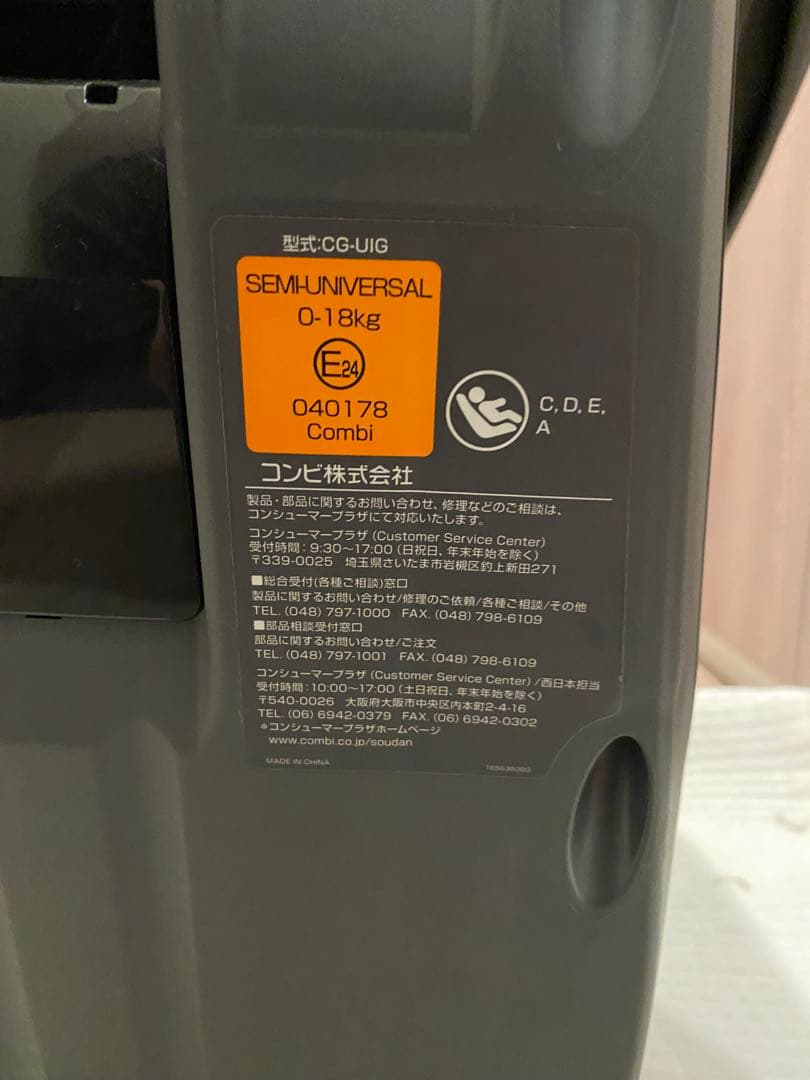 型式:CG-UIG
SEMI-UNIVERSAL
0-18kg
E24
040178
Combi
C, D, E,
A
コンビ株式会社
製品・部品に関するお問い合わせ、修理などのご相談は、
コンシューマープラザにて対応いたします。
コンシューマープラザ (Customer Service Center)
受付時間：9:30～17:00 (日祝日、年末年始を除く)
〒339-0025 埼玉県さいたま市岩槻区釣上新田271
■総合受付(各種ご相談)窓口
製品に関するお問い合わせ/修理のご依頼/各種ご相談/その他
TEL. (048) 797-1000 FAX. (048) 798-6109
■部品相談受付窓口
部品に関するお問い合わせ/ご注文
TEL. (048) 797-1001 FAX. (048) 798-6109
コンシューマープラザ (Customer Service Center) /西日本担当
受付時間：10:00～17:00 (土日祝日、年末年始を除く)
〒540-0026 大阪府大阪市中央区内本町2-4-16
TEL. (06) 6942-0379 FAX. (06) 6942-0302
*コンシューマープラザホームページ
www.combi.co.jp/soudan
MADE IN CHINA